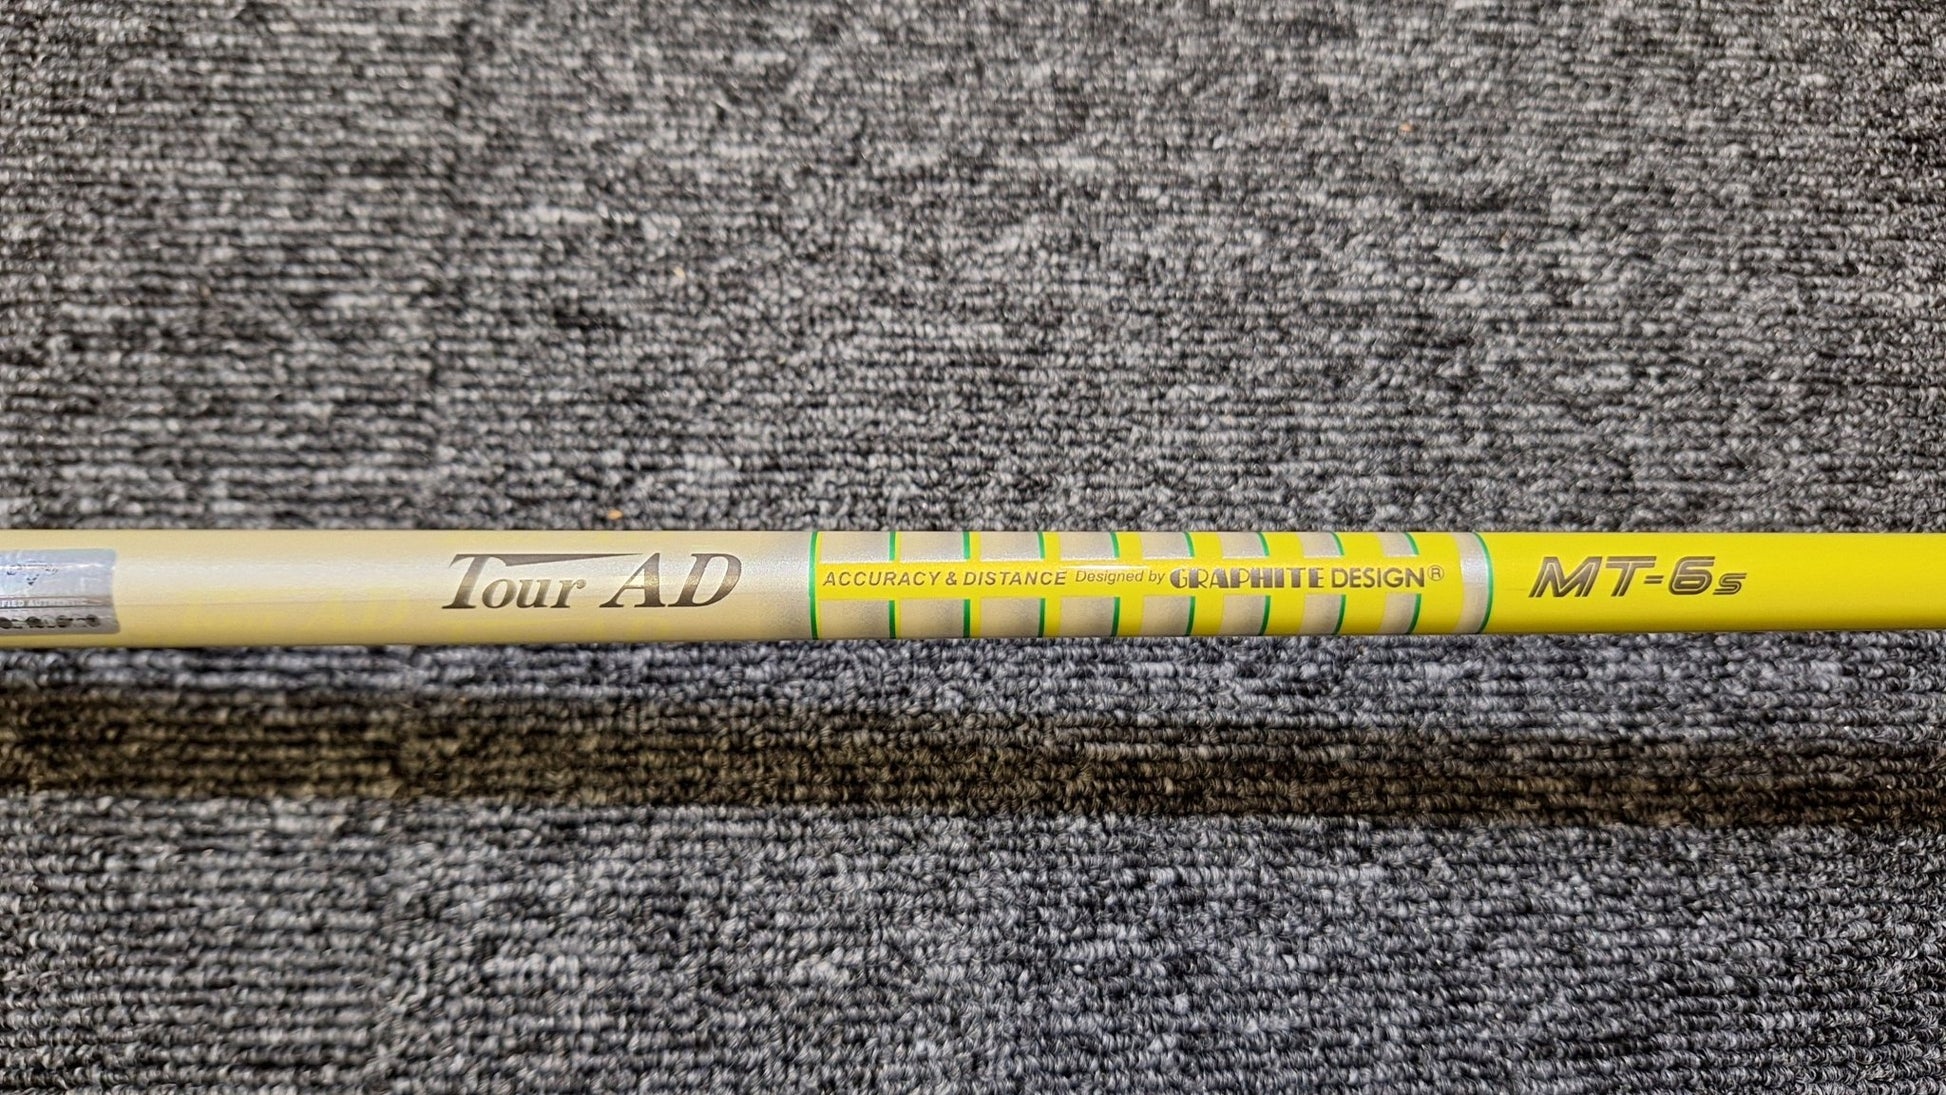 Tour AD ACCURACY & DISTANCE Designed by GRAPHITE DESIGN® MT-6s